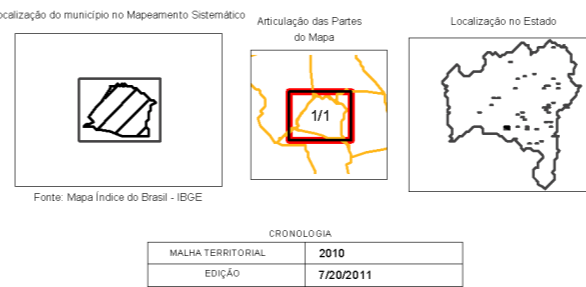 ocalização do município no Mapeamento Sistemático
Articulação das Partes
do Mapa
Localização no Estado
1/1
Fonte: Mapa Índice do Brasil - IBGE
CRONOLOGIA
MALHA TERRITORIAL 2010
EDIÇÃO 7/20/2011